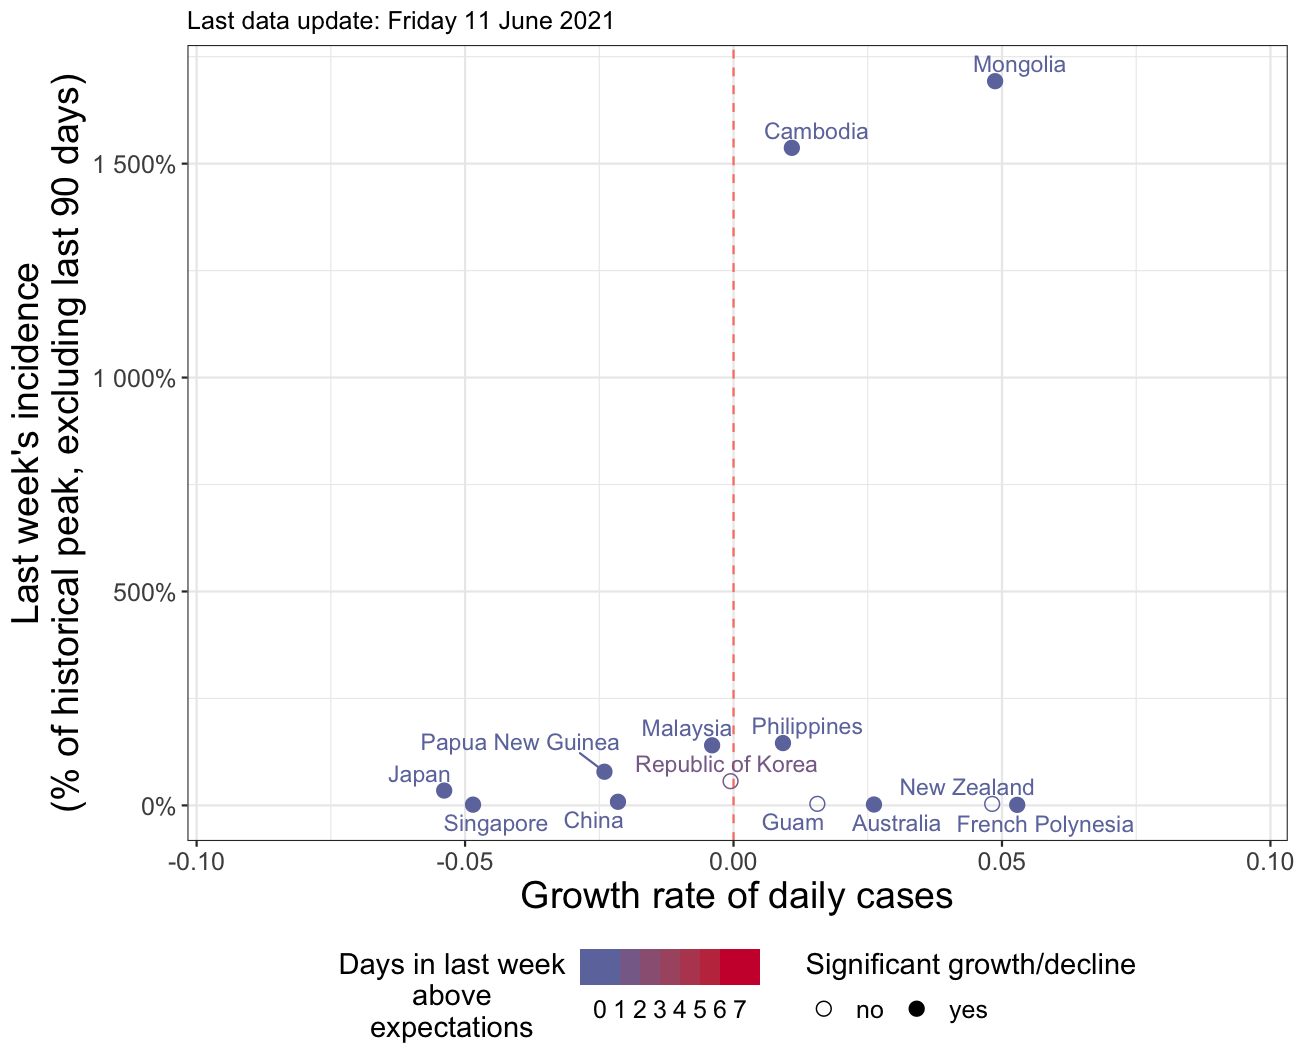 Last data update: Friday 11 June 2021
Last week's incidence
(% of historical peak, excluding last 90 days)
1 500%
1 000%
500%
0%
Mongolia
Cambodia
Malaysia
Philippines
Papua New Guinea
Republic of Korea
Japan
New Zealand
Singapore
China
Guam
Australia
French Polynesia
-0.10
-0.05
0.00
0.05
0.10
Growth rate of daily cases
Days in last week
above
expectations
0 1 2 3 4 5 6 7
Significant growth/decline
no
yes